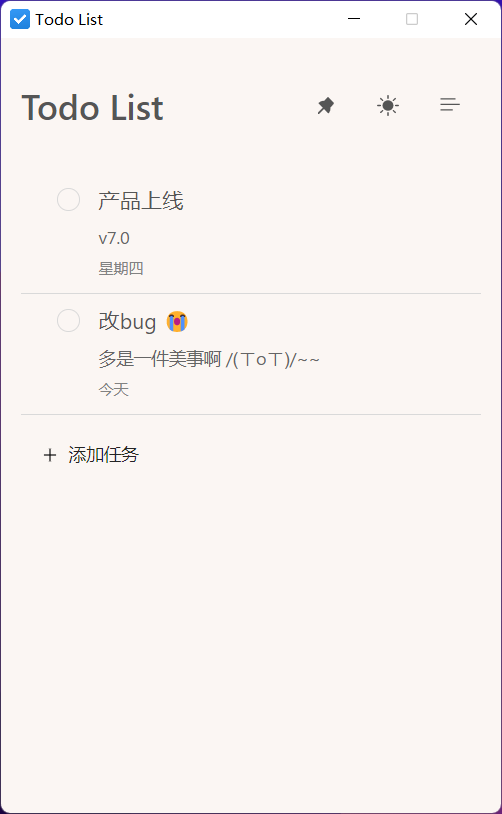 Todo List
Todo List
产品上线
v7.0
星期四
改bug 😭
多是一件美事啊 /(ㄒoㄒ)/~~
今天
添加任务